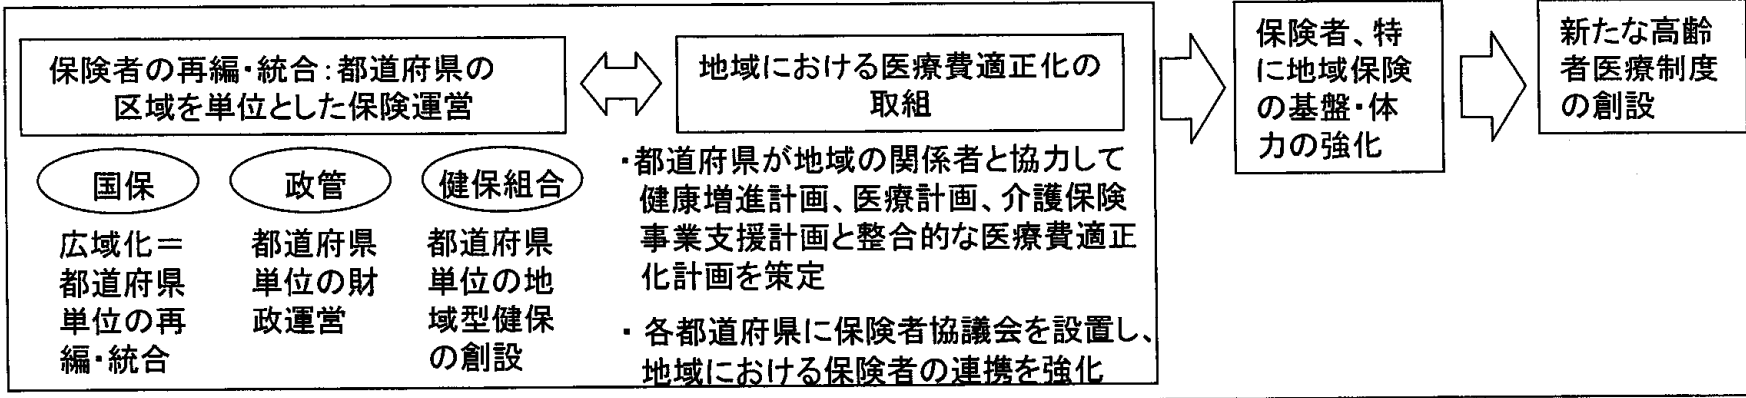 保険者の再編・統合：都道府県の
区域を単位とした保険運営
地域における医療費適正化の
取組
国保
広域化＝
都道府県
単位の再
編・統合
政管
都道府県
単位の財
政運営
健保組合
都道府県
単位の地
域型健保
の創設
・都道府県が地域の関係者と協力して
健康増進計画、医療計画、介護保険
事業支援計画と整合的な医療費適正
化計画を策定
・各都道府県に保険者協議会を設置し、
地域における保険者の連携を強化
保険者、特
に地域保険
の基盤・体
力の強化
新たな高齢
者医療制度
の創設